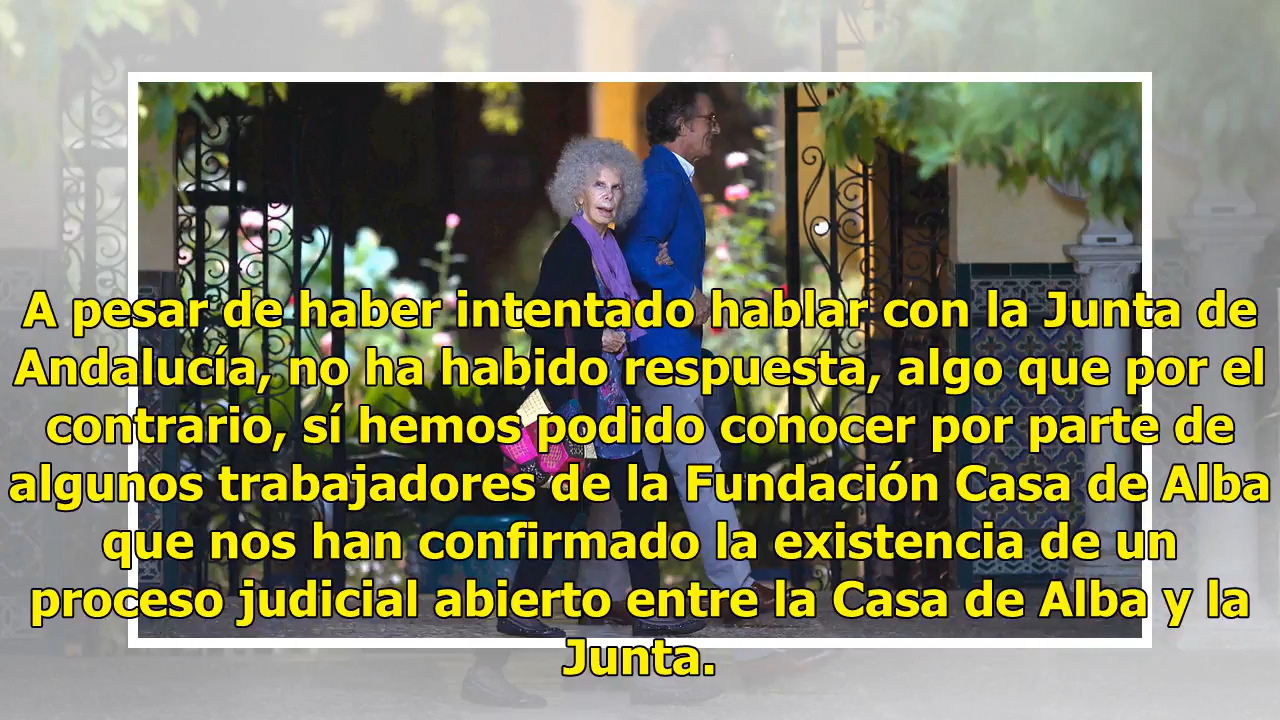 A pesar de haber intentado hablar con la Junta de
Andalucía, no ha habido respuesta, algo que por el
contrario, sí hemos podido conocer por parte de
algunos trabajadores de la Fundación Casa de Alba
que nos han confirmado la existencia de un
proceso judicial abierto entre la Casa de Alba y la
Junta.